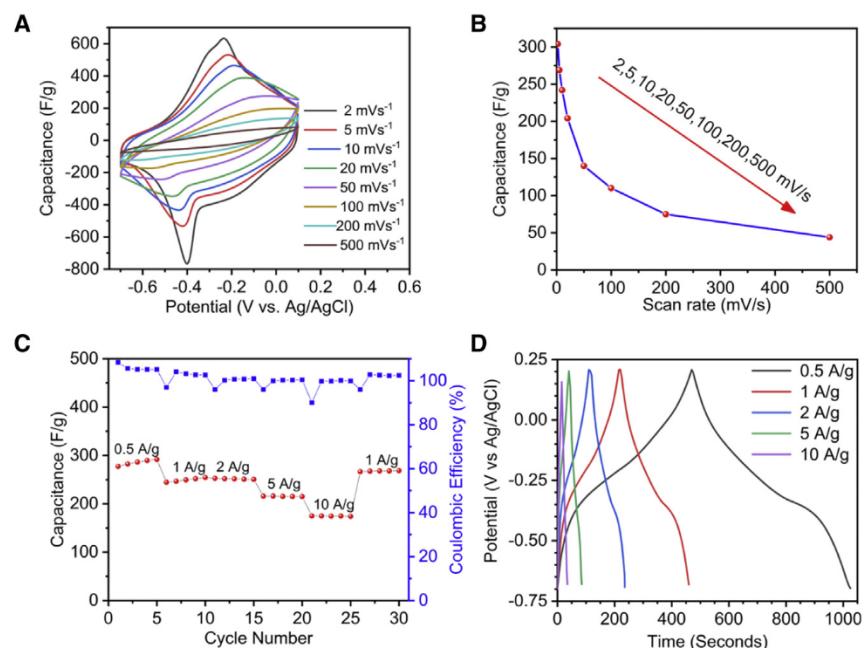 A
Capacitance (F/g)
600
400
200
0
-200
-400
-600
-800
-0.6 -0.4 -0.2 0.0 0.2 0.4 0.6
Potential (V vs. Ag/AgCl)
2 mVs-1
5 mVs-1
10 mVs-1
20 mVs-1
50 mVs-1
100 mVs-1
200 mVs-1
500 mVs-1
B
Capacitance (F/g)
300
250
200
150
100
50
0
0 100 200 300 400 500
Scan rate (mV/s)
2,5,10,20,50,100,200,500 mV/s
C
Capacitance (F/g)
500
400
300
200
100
0
0 5 10 15 20 25 30
Cycle Number
0.5 A/g
1 A/g
2 A/g
5 A/g
10 A/g
1 A/g
100
80
60
40
20
0
Coulombic Efficiency (%)
D
Potential (V vs Ag/AgCl)
0.25
0.00
-0.25
-0.50
-0.75
0 200 400 600 800 1000
Time (Seconds)
0.5 A/g
1 A/g
2 A/g
5 A/g
10 A/g